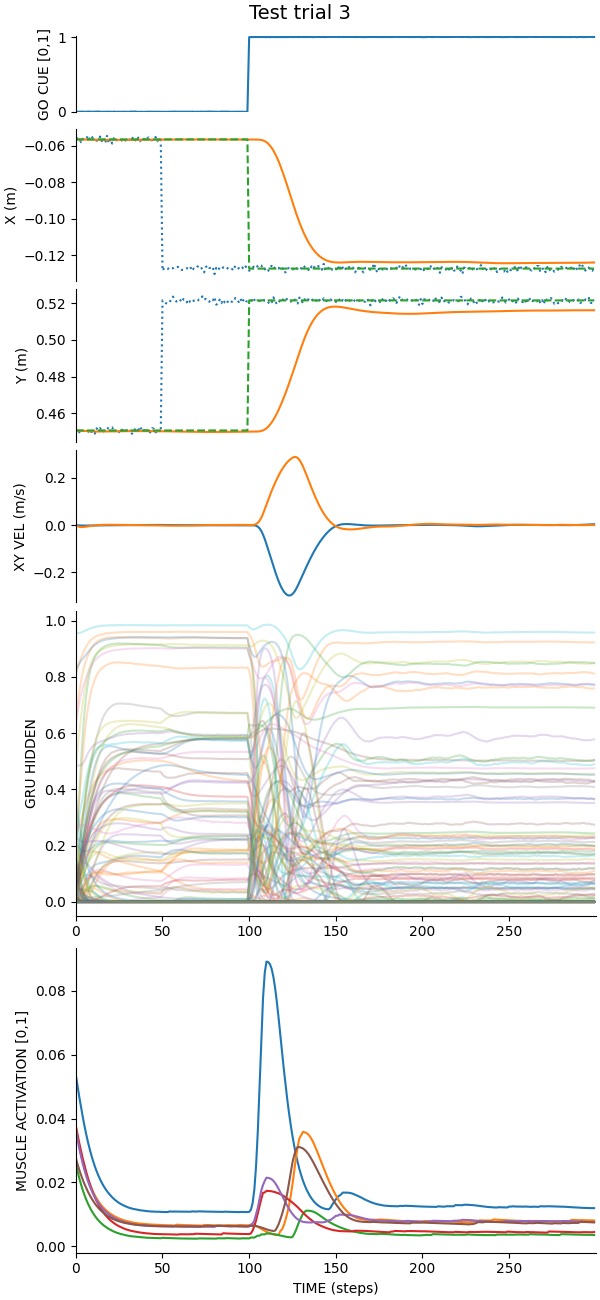 Test trial 3
GO CUE [0,1]
1
0
X (m)
−0.06
−0.08
−0.10
−0.12
Y (m)
0.52
0.50
0.48
0.46
XY VEL (m/s)
0.2
0.0
−0.2
GRU HIDDEN
1.0
0.8
0.6
0.4
0.2
0.0
0 50 100 150 200 250
MUSCLE ACTIVATION [0,1]
0.08
0.06
0.04
0.02
0.00
0 50 100 150 200 250
TIME (steps)